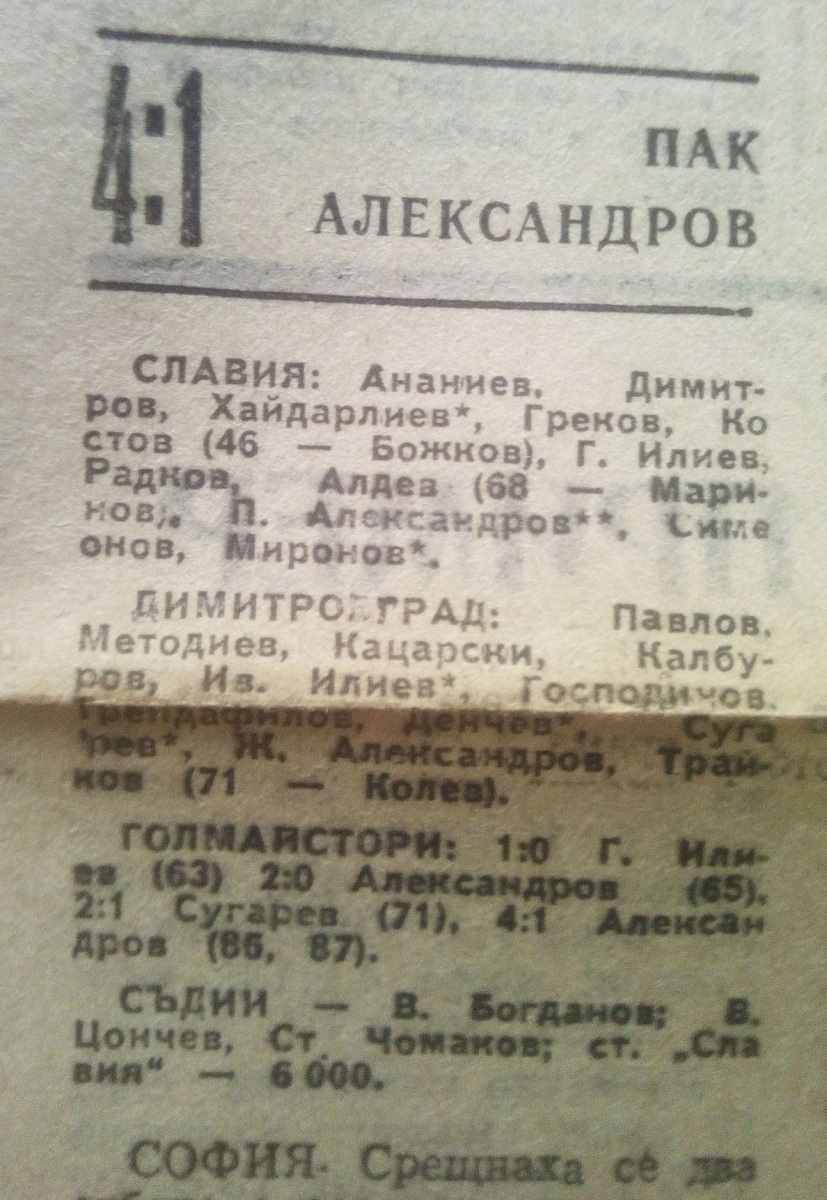 4:1
ПАК
АЛЕКСАНДРОВ
СЛАВИЯ: Ананиев, Димит-
ров, Хайдарлиев*, Греков, Ко
стов (46 — Божков), Г. Илиев,
Радков, Алдев (68 — Мари-
нов), П. Александров**, Симе
онов, Миронов*.
ДИМИТРОВГРАД: Павлов,
Методиев, Кацарски, Калбу-
ров, Ив. Илиев*, Господинов,
Трендафилов, Денчев*, Суга
рев*, Ж. Александров, Трай-
ков (71 — Колев).
ГОЛМАЙСТОРИ: 1:0 Г. Или-
ев (63) 2:0 Александров (65),
2:1 Сугарев (71), 4:1 Алексан
дров (86, 87).
СЪДИИ — В. Богданов; В.
Цончев, Ст. Чомаков; ст. „Сла
вия“ — 6 000.
СОФИЯ. Срещнаха се два